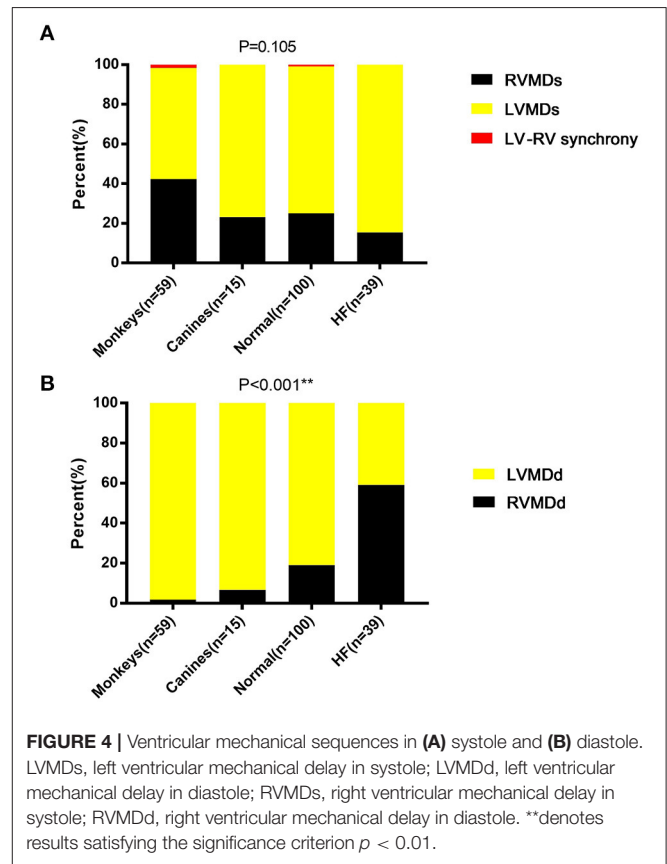 A
P=0.105
Percent(%)
100
80
60
40
20
0
Monkeys(n=59)
Canines(n=15)
Normal(n=100)
HF(n=39)
RVMDs
LVMDs
LV-RV synchrony
B
P<0.001**
Percent(%)
100
80
60
40
20
0
Monkeys(n=59)
Canines(n=15)
Normal(n=100)
HF(n=39)
LVMDd
RVMDd
FIGURE 4 | Ventricular mechanical sequences in (A) systole and (B) diastole.
LVMDs, left ventricular mechanical delay in systole; LVMDd, left ventricular
mechanical delay in diastole; RVMDs, right ventricular mechanical delay in
systole; RVMDd, right ventricular mechanical delay in diastole. **denotes
results satisfying the significance criterion p < 0.01.